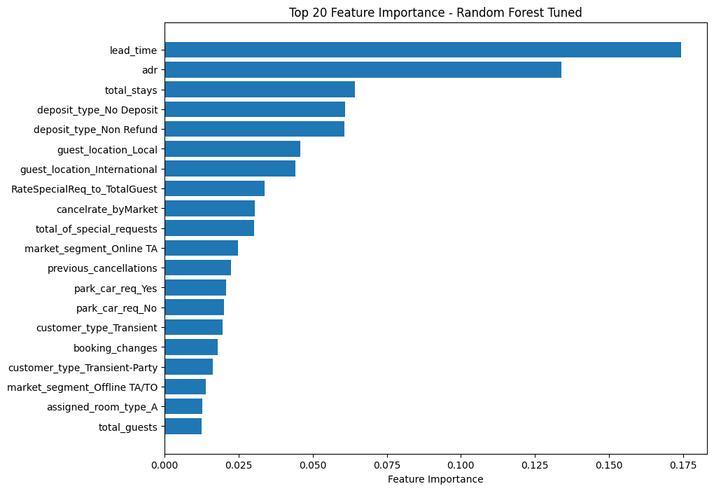 Top 20 Feature Importance - Random Forest Tuned
lead_time
adr
total_stays
deposit_type_No Deposit
deposit_type_Non Refund
guest_location_Local
guest_location_International
RateSpecialReq_to_TotalGuest
cancelrate_byMarket
total_of_special_requests
market_segment_Online TA
previous_cancellations
park_car_req_Yes
park_car_req_No
customer_type_Transient
booking_changes
customer_type_Transient-Party
market_segment_Offline TA/TO
assigned_room_type_A
total_guests
0.000 0.025 0.050 0.075 0.100 0.125 0.150 0.175
Feature Importance